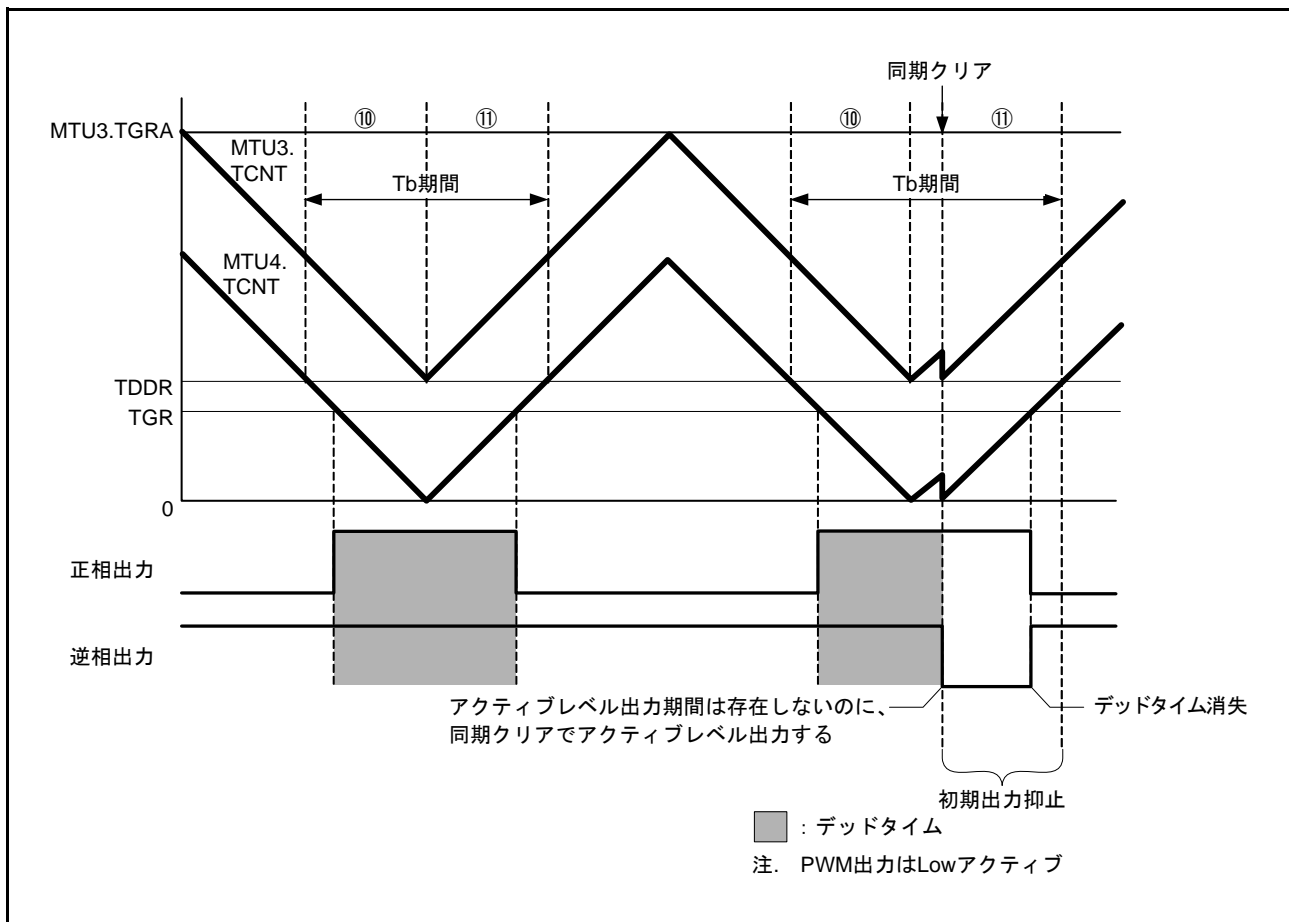 同期クリア
⑩
⑪
⑩
⑪
MTU3.TGRA
MTU3.
TCNT
Tb期間
Tb期間
MTU4.
TCNT
TDDR
TGR
0
正相出力
逆相出力
アクティブレベル出力期間は存在しないのに、
同期クリアでアクティブレベル出力する
デッドタイム消失
初期出力抑止
：デッドタイム
注. PWM出力はLowアクティブ